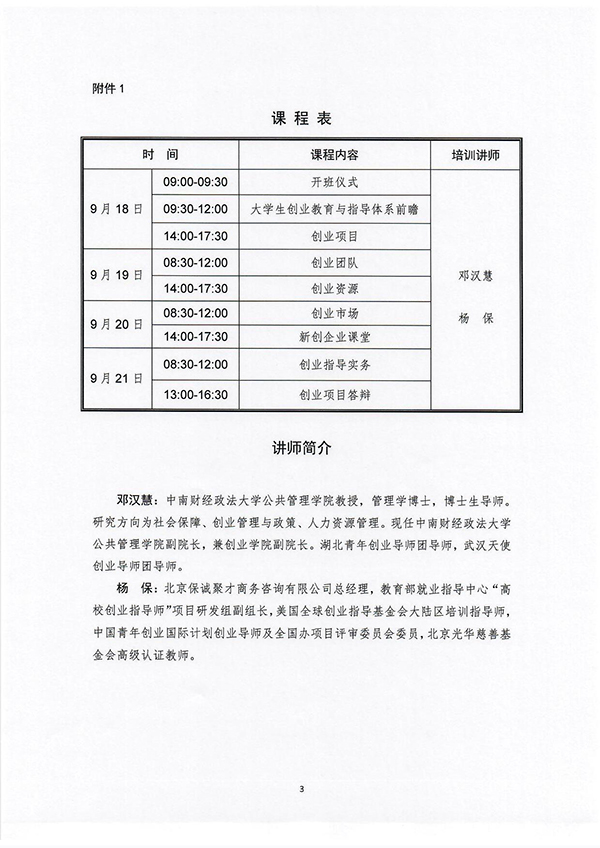 附件 1
课 程 表
时 间 课程内容 培训讲师
9 月 18 日 09:00-09:30 开班仪式
09:30-12:00 大学生创业教育与指导体系前瞻
14:00-17:30 创业项目
9 月 19 日 08:30-12:00 创业团队
14:00-17:30 创业资源
9 月 20 日 08:30-12:00 创业市场
14:00-17:30 新创企业课堂
9 月 21 日 08:30-12:00 创业指导实务
13:00-16:30 创业项目答辩
邓汉慧
杨 保
讲师简介
邓汉慧：中南财经政法大学公共管理学院教授，管理学博士，博士生导师。
研究方向为社会保障、创业管理与政策、人力资源管理。现任中南财经政法大学
公共管理学院副院长，兼创业学院副院长。湖北青年创业导师团导师，武汉天使
创业导师团导师。
杨 保：北京保诚聚才商务咨询有限公司总经理，教育部就业指导中心“高
校创业指导师”项目研发组副组长，美国全球创业指导基金会大陆区培训指导师，
中国青年创业国际计划创业导师及全国办项目评审委员会委员，北京光华慈善基
金会高级认证教师。
3